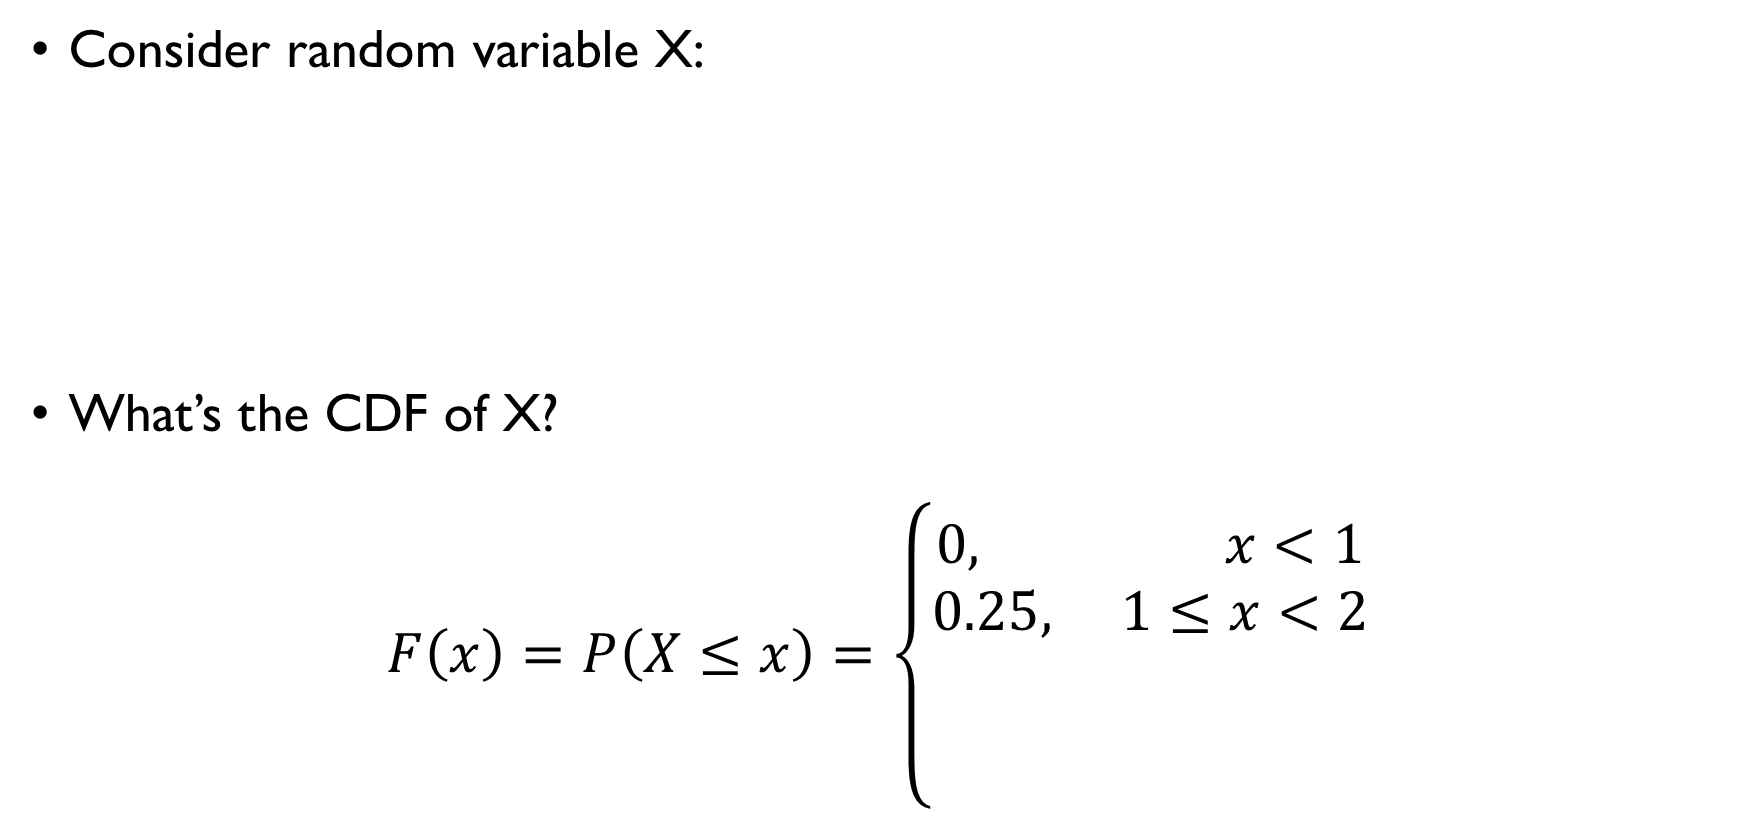 • Consider random variable X:
• What’s the CDF of X?
0, x < 1
0.25, 1 ≤ x < 2
F(x) = P(X ≤ x) = {